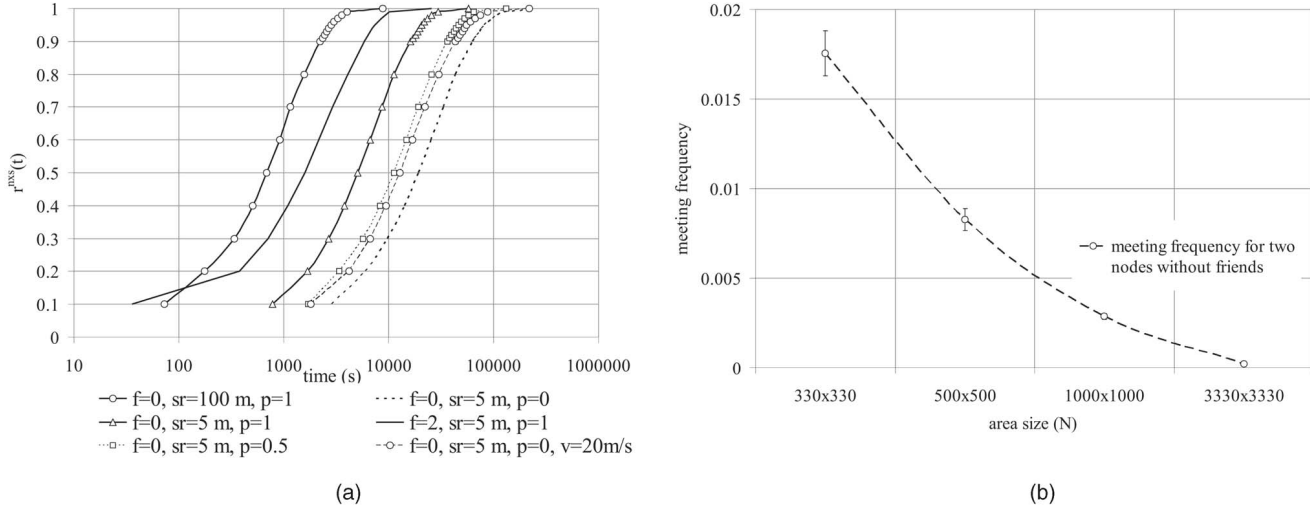 1
0.9
0.8
0.7
0.6
0.5
0.4
0.3
0.2
0.1
0
r^nxs(t)
10 100 1000 10000 100000 1000000
time (s)
f=0, sr=100 m, p=1
f=0, sr=5 m, p=0
f=0, sr=5 m, p=1
f=2, sr=5 m, p=1
f=0, sr=5 m, p=0.5
f=0, sr=5 m, p=0, v=20m/s
(a)
0.02
0.015
0.01
0.005
0
meeting frequency
meeting frequency for two
nodes without friends
330x330 500x500 1000x1000 3330x3330
area size (N)
(b)